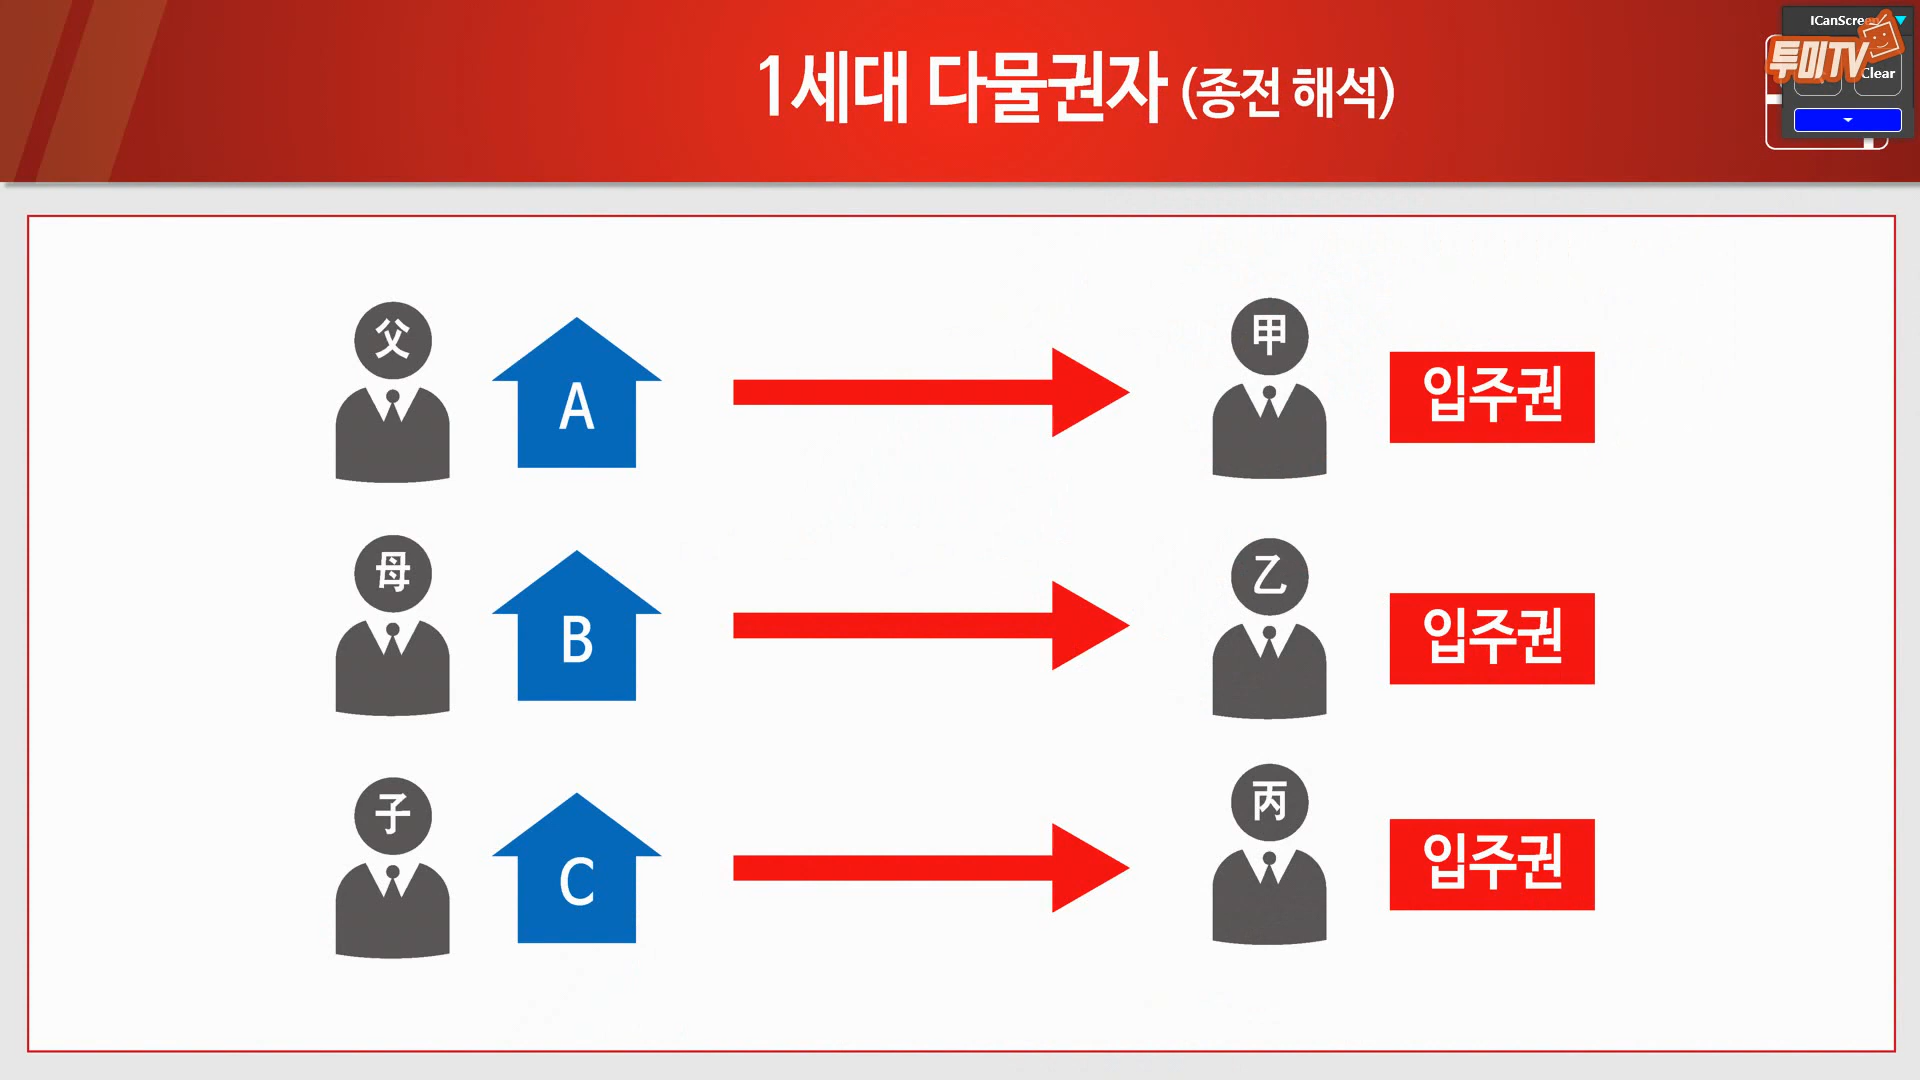 1세대 다물권자 (종전 해석)
ICanScre
투미TV
Clear
父 A 甲 입주권
母 B 乙 입주권
子 C 丙 입주권